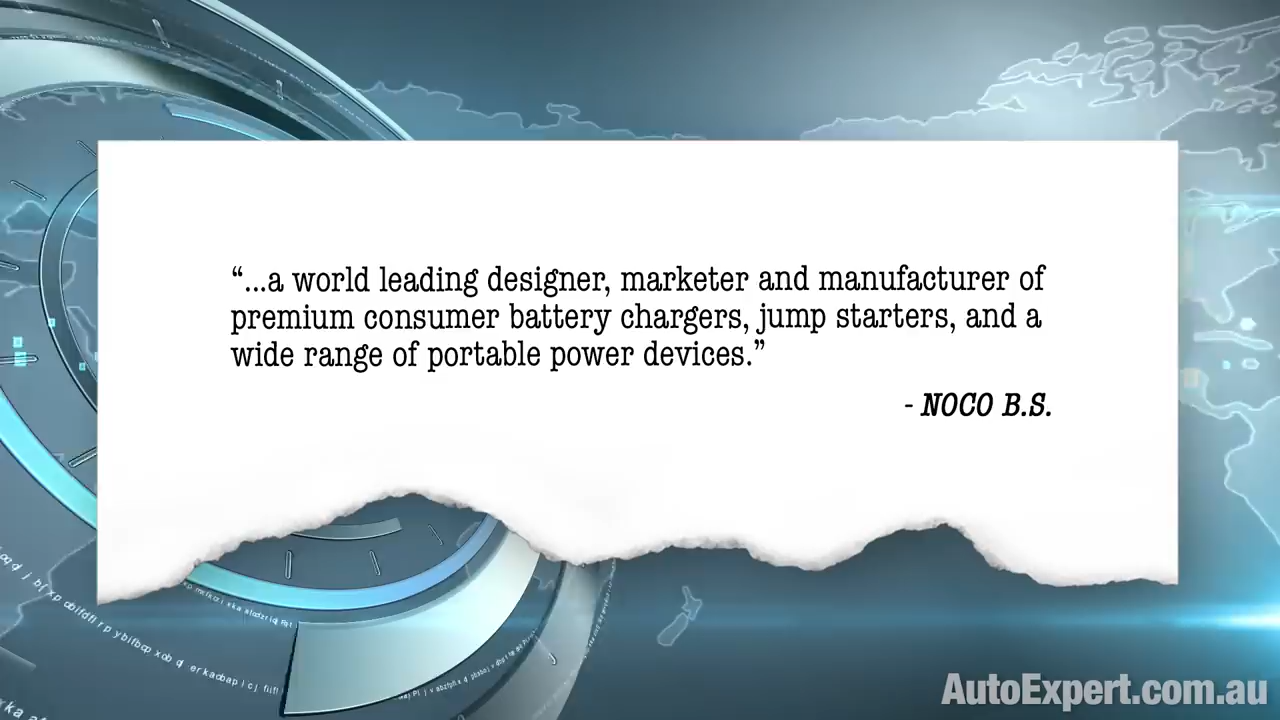 “...a world leading designer, marketer and manufacturer of
premium consumer battery chargers, jump starters, and a
wide range of portable power devices.”
- NOCO B.S.
AutoExpert.com.au